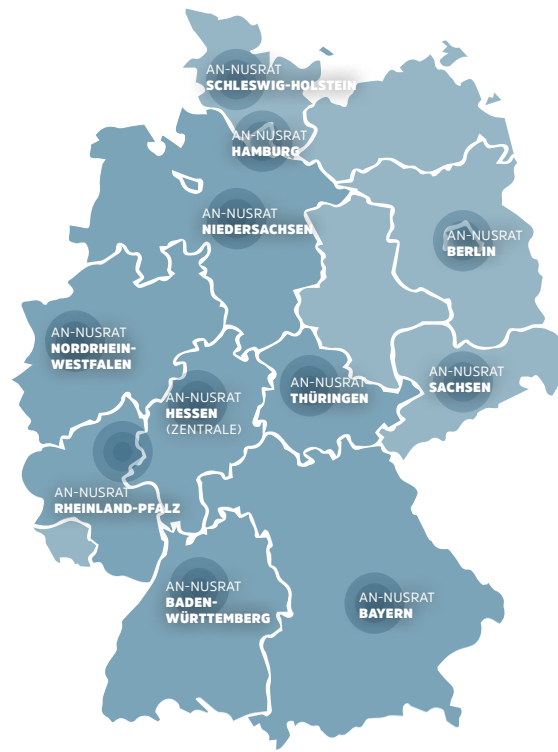 AN-NUSRAT
SCHLESWIG-HOLSTEIN
AN-NUSRAT
HAMBURG
AN-NUSRAT
NIEDERSACHSEN
AN-NUSRAT
BERLIN
AN-NUSRAT
NORDRHEIN-
WESTFALEN
AN-NUSRAT
HESSEN
(ZENTRALE)
AN-NUSRAT
THÜRINGEN
AN-NUSRAT
SACHSEN
AN-NUSRAT
RHEINLAND-PFALZ
AN-NUSRAT
BADEN-
WÜRTTEMBERG
AN-NUSRAT
BAYERN